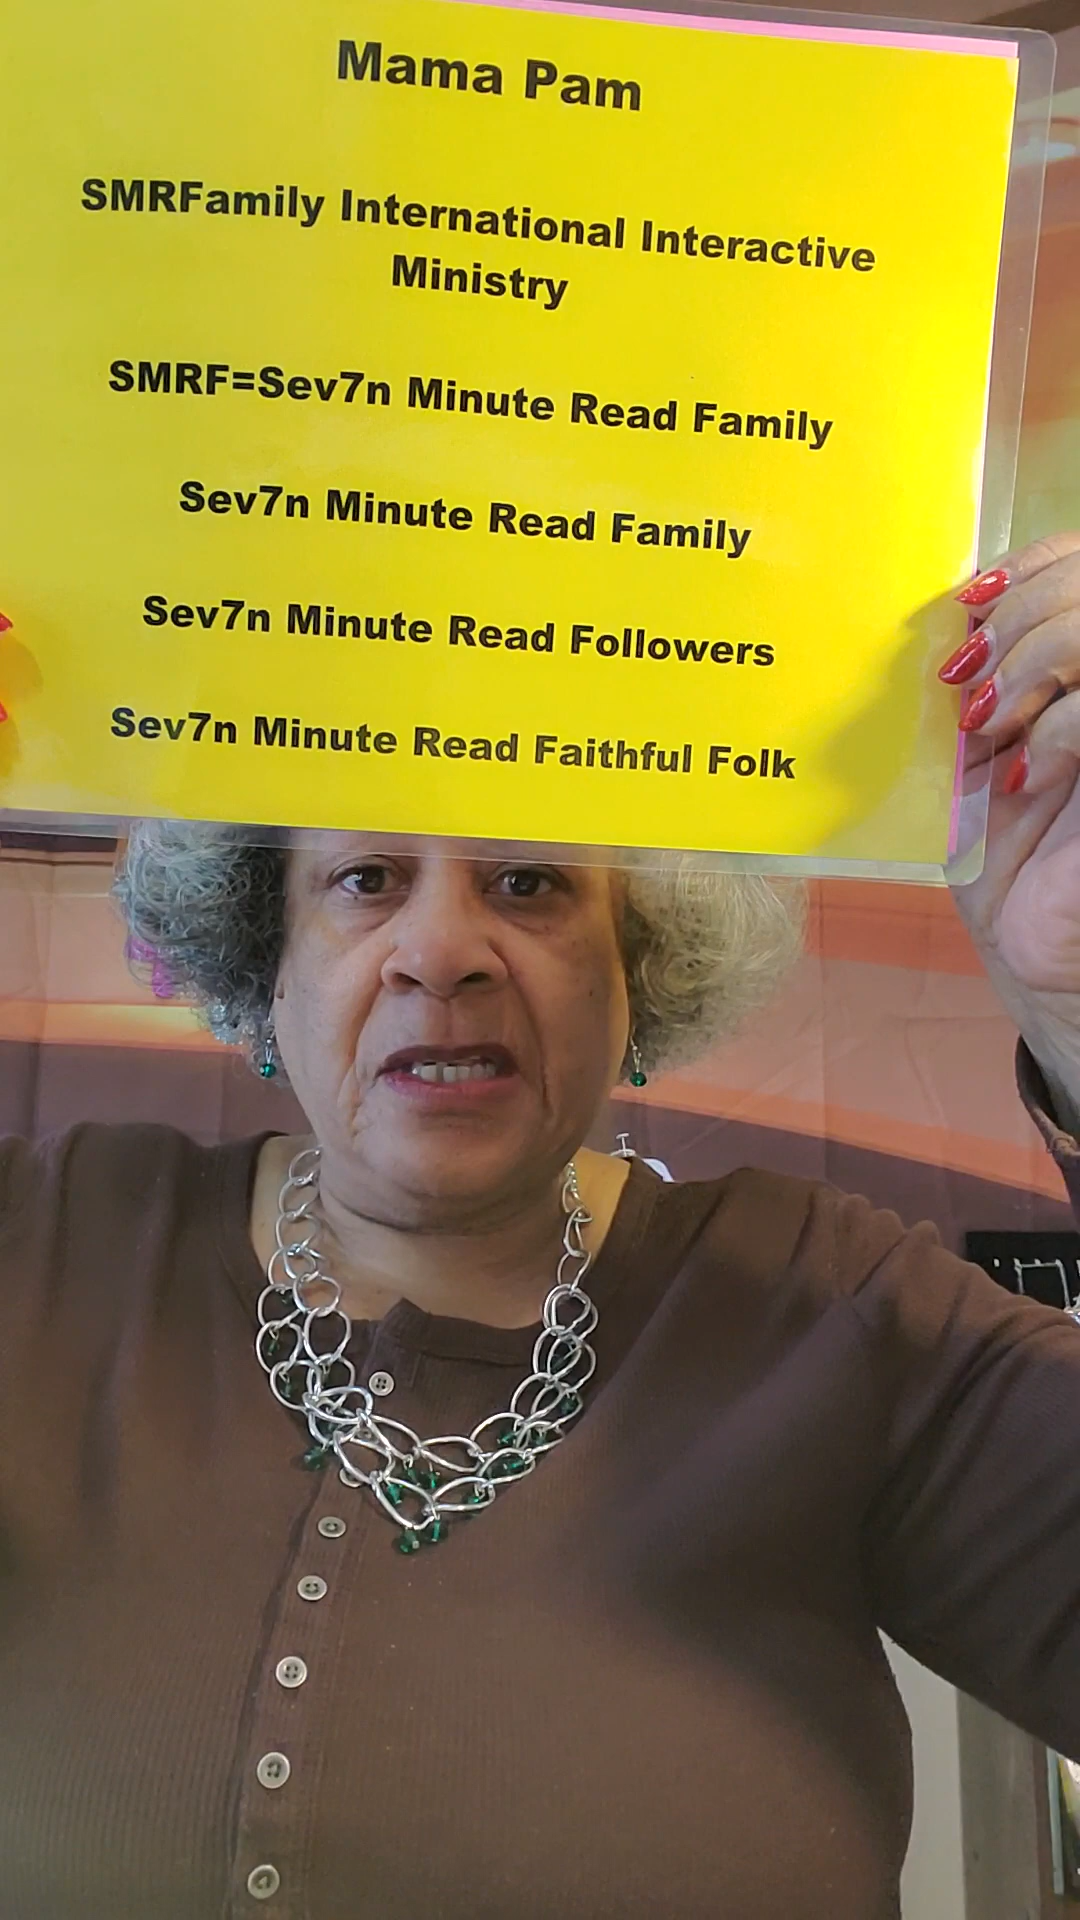 Mama Pam
SMRFamily International Interactive
Ministry
SMRF=Sev7n Minute Read Family
Sev7n Minute Read Family
Sev7n Minute Read Followers
Sev7n Minute Read Faithful Folk